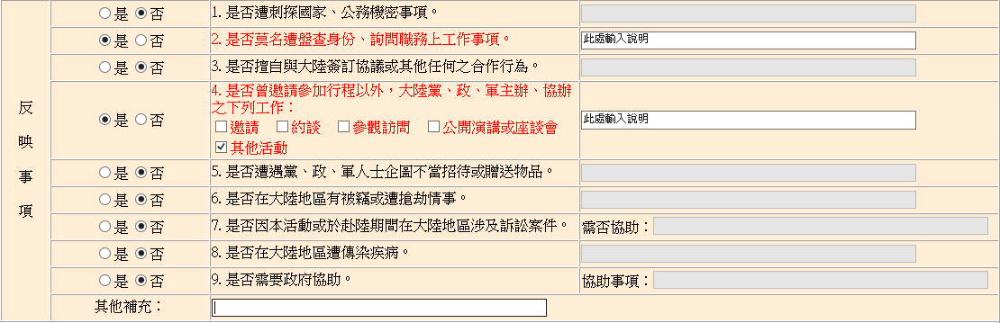 反映事項
是 否 1. 是否遭刺探國家、公務機密事項。
是 否 2. 是否莫名遭盤查身份、詢問職務上工作事項。 此處輸入說明
是 否 3. 是否擅自與大陸簽訂協議或其他任何之合作行為。
是 否 4. 是否曾邀請參加行程以外，大陸黨、政、軍主辦、協辦
之下列工作：
邀請 約談 參觀訪問 公開演講或座談會
其他活動
此處輸入說明
是 否 5. 是否遭遇黨、政、軍人士企圖不當招待或贈送物品。
是 否 6. 是否在大陸地區有被竊或遭搶劫情事。
是 否 7. 是否因本活動或於赴陸期間在大陸地區涉及訴訟案件。 需否協助：
是 否 8. 是否在大陸地區遭傳染疾病。
是 否 9. 是否需要政府協助。 協助事項：
其他補充：